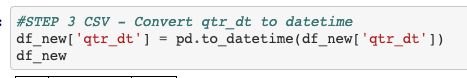 #STEP 3 CSV - Convert qtr_dt to datetime
df_new['qtr_dt'] = pd.to_datetime(df_new['qtr_dt'])
df_new